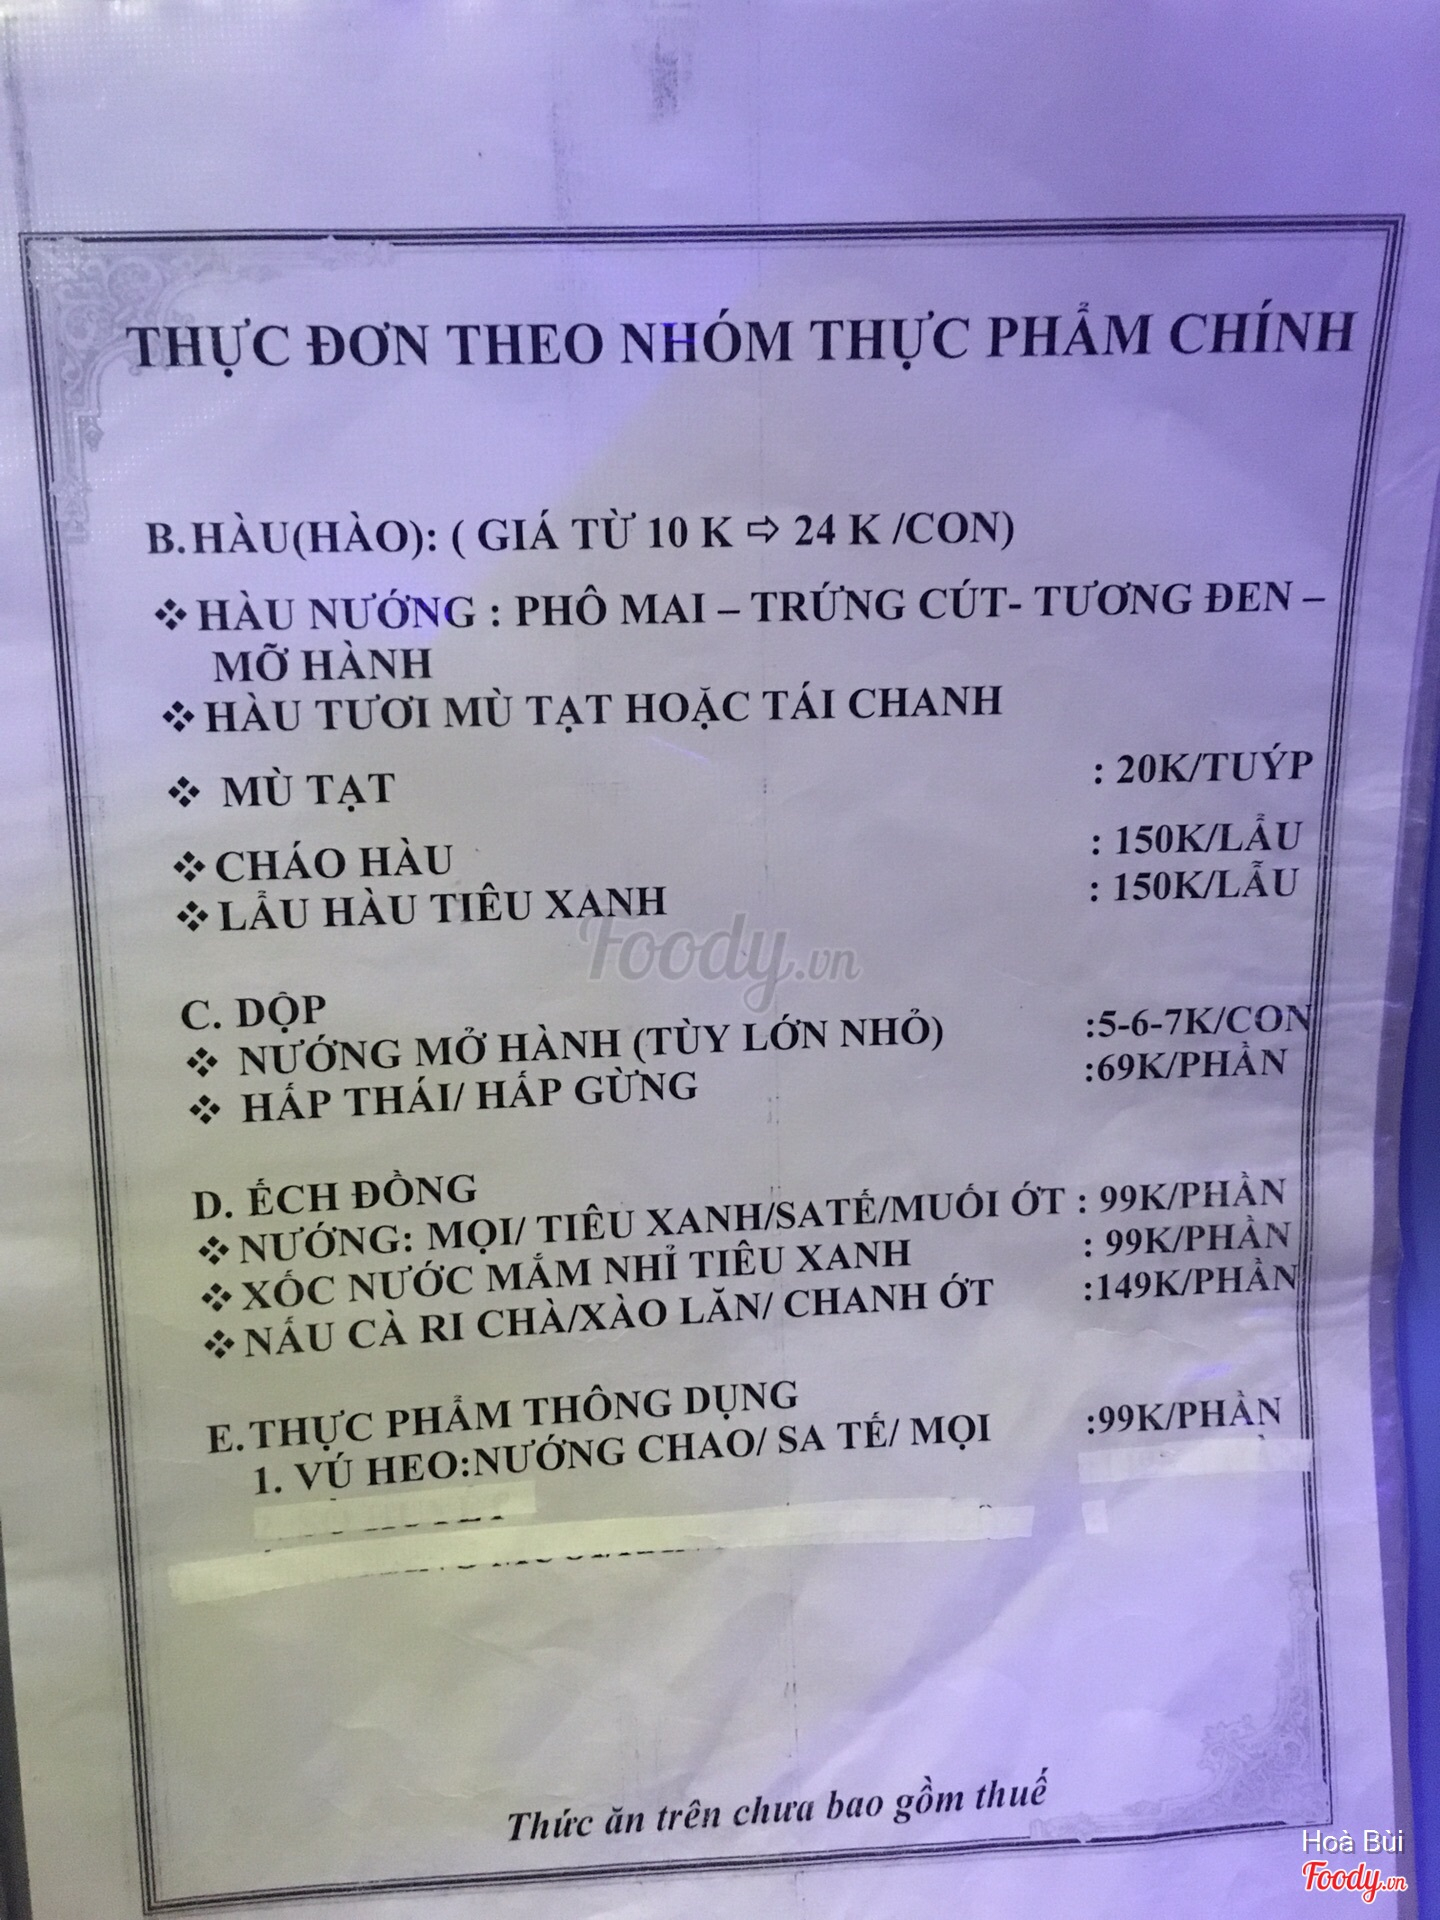 THỰC ĐƠN THEO NHÓM THỰC PHẨM CHÍNH
B. HÀU(HÀO): ( GIÁ TỪ 10 K ⇨ 24 K /CON)
❖ HÀU NƯỚNG : PHÔ MAI – TRỨNG CÚT- TƯƠNG ĐEN –
MỠ HÀNH
❖ HÀU TƯƠI MÙ TẠT HOẶC TÁI CHANH
❖ MÙ TẠT : 20K/TUÝP
❖ CHÁO HÀU : 150K/LẨU
❖ LẨU HÀU TIÊU XANH : 150K/LẨU
Foody.vn
C. DỘP
❖ NƯỚNG MỞ HÀNH (TÙY LỚN NHỎ) :5-6-7K/CON
❖ HẤP THÁI/ HẤP GỪNG :69K/PHẦN
D. ẾCH ĐỒNG
❖ NƯỚNG: MỌI/ TIÊU XANH/SATẾ/MUỐI ỚT : 99K/PHẦN
❖ XỐC NƯỚC MẮM NHỈ TIÊU XANH : 99K/PHẦN
❖ NẤU CÀ RI CHÀ/XÀO LĂN/ CHANH ỚT :149K/PHẦN
E. THỰC PHẨM THÔNG DỤNG
1. VÚ HEO:NƯỚNG CHAO/ SA TẾ/ MỌI :99K/PHẦN
Thức ăn trên chưa bao gồm thuế
Hoà Bùi
Foody.vn